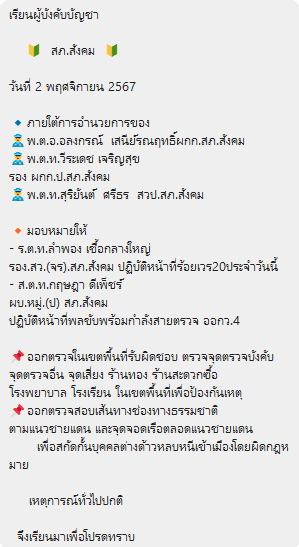 เรียนผู้บังคับบัญชา
🔰 สภ.สังคม 🔰
วันที่ 2 พฤศจิกายน 2567
🔹ภายใต้การอำนวยการของ
👮พ.ต.อ.อลงกรณ์ เสนีย์รณฤทธิ์ผกก.สภ.สังคม
👮พ.ต.ท.วีระเดช เจริญสุข
รอง ผกก.ป.สภ.สังคม
👮พ.ต.ท.สุริยันต์ ศรีธร สวป.สภ.สังคม
🔸มอบหมายให้
- ร.ต.ท.ลำพอง เชื้อกลางใหญ่
รอง.สว.(จร).สภ.สังคม ปฏิบัติหน้าที่ร้อยเวร20ประจำวันนี้
- ส.ต.ท.กฤษฎา ดีเพ็ชร์
ผบ.หมู่.(ป) สภ.สังคม
ปฏิบัติหน้าที่พลขับพร้อมกำลังสายตรวจ ออกว.4
📌ออกตรวจในเขตพื้นที่รับผิดชอบ ตรวจจุดตรวจบังคับ
จุดตรวจอื่น จุดเสี่ยง ร้านทอง ร้านสะดวกซื้อ
โรงพยาบาล โรงเรียน ในเขตพื้นที่เพื่อป้องกันเหตุ
📌ออกตรวจสอบเส้นทางช่องทางธรรมชาติ
ตามแนวชายแดน และจุดจอดเรือตลอดแนวชายแดน
เพื่อสกัดกั้นบุคคลต่างด้าวหลบหนีเข้าเมืองโดยผิดกฎห
มาย
เหตุการณ์ทั่วไปปกติ
จึงเรียนมาเพื่อโปรดทราบ